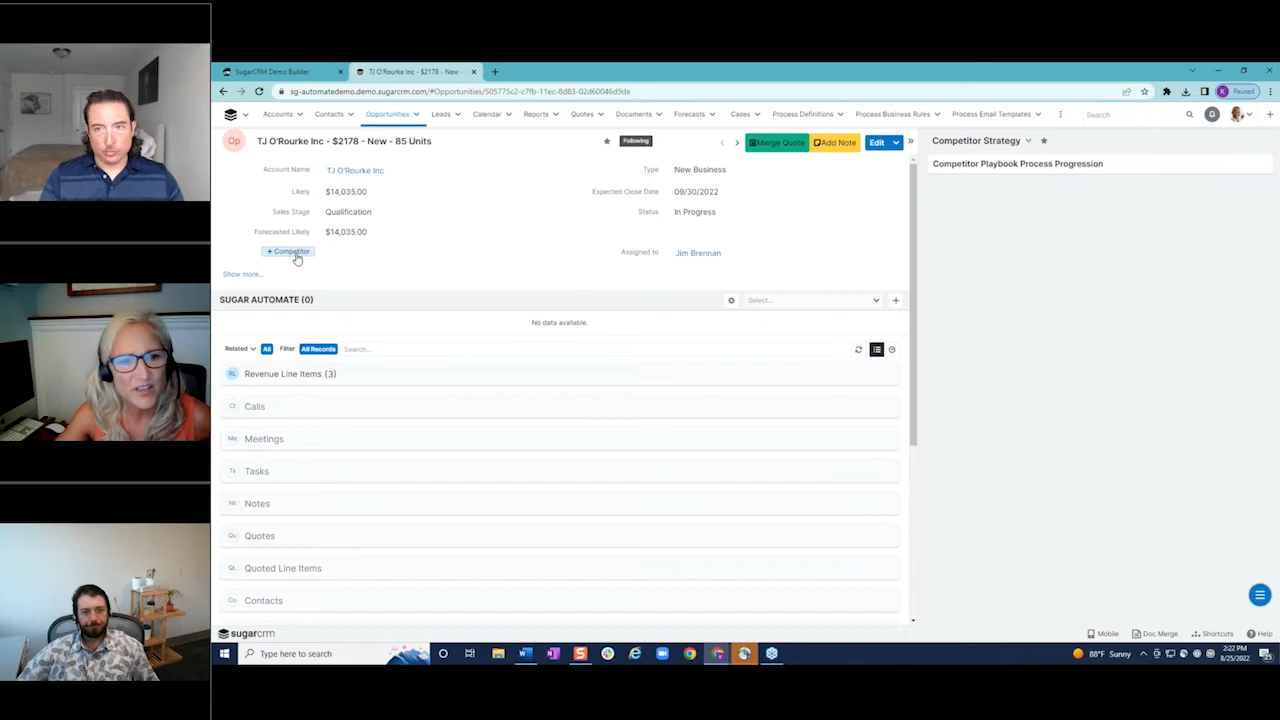 SugarCRM Demo Builder
TJ O'Rourke Inc - $2178 - New -
sg-automatedemo.demo.sugarcrm.com/#Opportunities/505775c2-c7fb-11ec-8d83-02d60046d9de
K Paused
Accounts Contacts Opportunities Leads Calendar Reports Quotes Documents Forecasts Cases Process Definitions Process Business Rules Process Email Templates Search
Op TJ O'Rourke Inc - $2178 - New - 85 Units Following Merge Quote Add Note Edit
Competitor Strategy
Competitor Playbook Process Progression
Account Name TJ O'Rourke Inc Type New Business
Likely $14,035.00 Expected Close Date 09/30/2022
Sales Stage Qualification Status In Progress
Forecasted Likely $14,035.00
+ Competitor Assigned to Jim Brennan
Show more...
SUGAR AUTOMATE (0) Select...
No data available.
Related All Filter All Records Search...
RL Revenue Line Items (3)
Cl Calls
Me Meetings
Ts Tasks
Nt Notes
Qu Quotes
QL Quoted Line Items
Co Contacts
sugarcrm Mobile Doc Merge Shortcuts Help
Type here to search 88°F Sunny 2:22 PM
8/25/2022